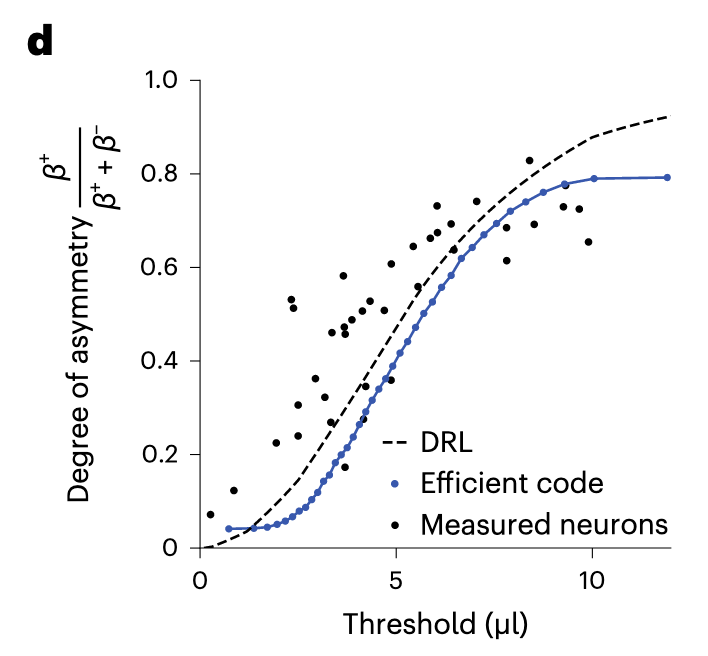 d
Degree of asymmetry β⁺ / β⁺ + β⁻
1.0
0.8
0.6
0.4
0.2
0
0 5 10
Threshold (µl)
DRL
Efficient code
Measured neurons